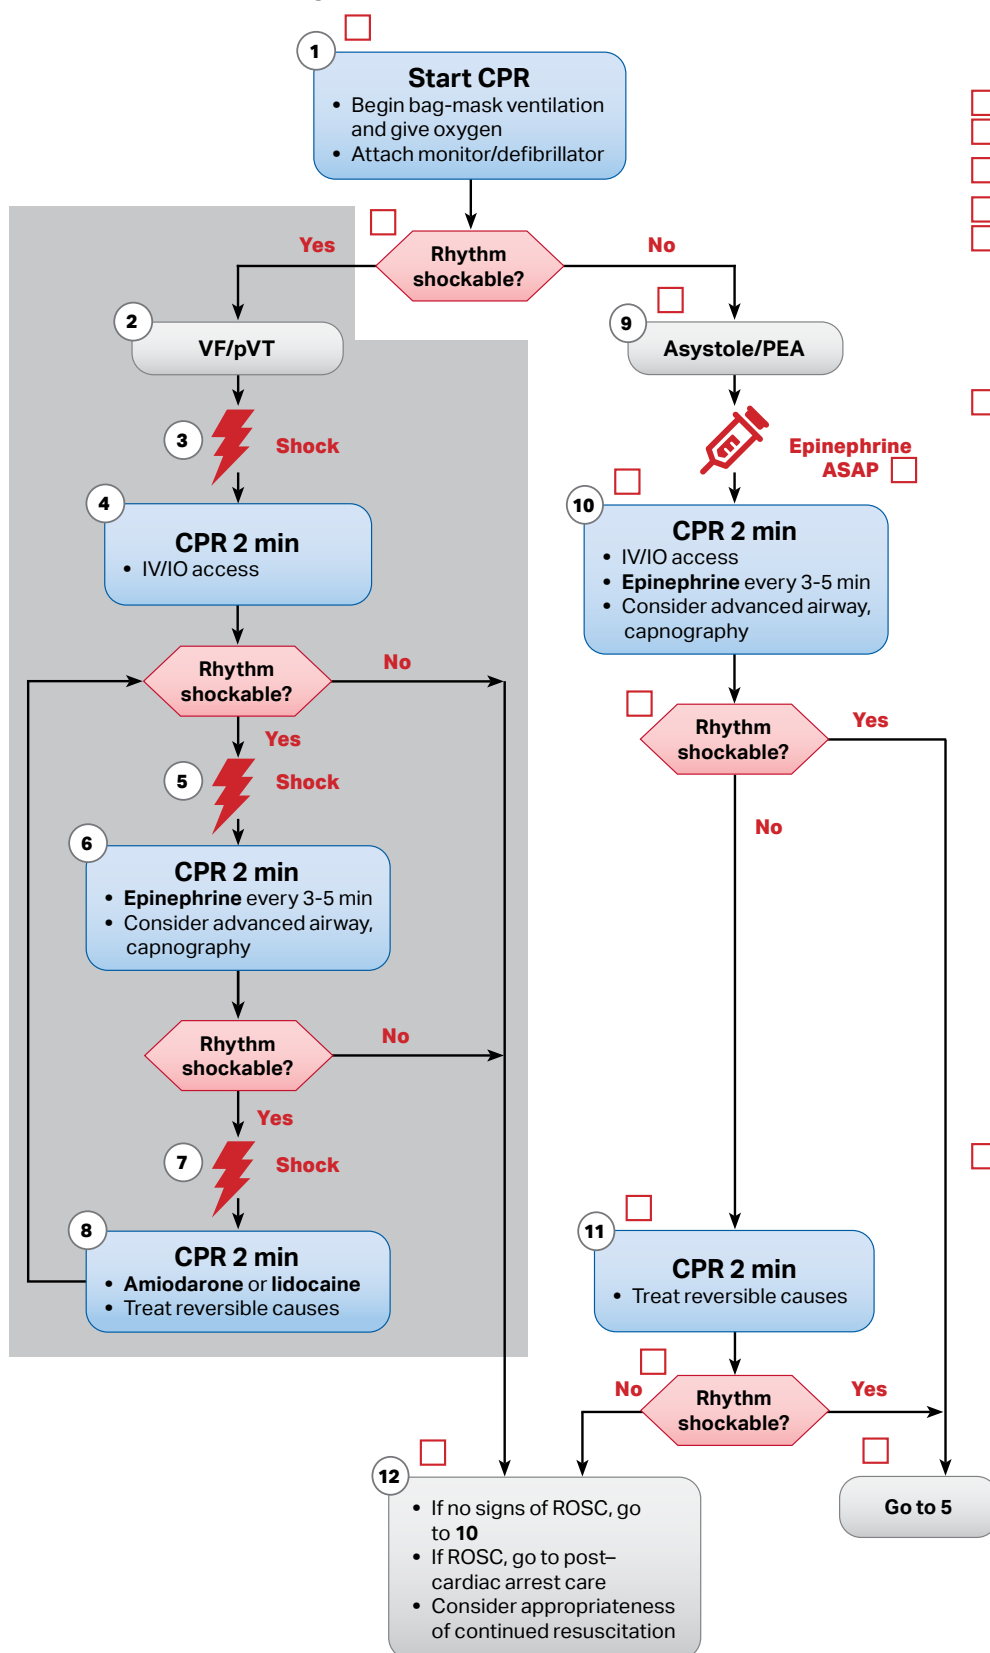 1
Start CPR
• Begin bag-mask ventilation
and give oxygen
• Attach monitor/defibrillator
Rhythm
shockable?
Yes
No
2
VF/pVT
3
Shock
4
CPR 2 min
• IV/IO access
Rhythm
shockable?
No
Yes
5
Shock
6
CPR 2 min
• Epinephrine every 3-5 min
• Consider advanced airway,
capnography
Rhythm
shockable?
No
Yes
7
Shock
8
CPR 2 min
• Amiodarone or lidocaine
• Treat reversible causes
9
Asystole/PEA
Epinephrine
ASAP
10
CPR 2 min
• IV/IO access
• Epinephrine every 3-5 min
• Consider advanced airway,
capnography
Rhythm
shockable?
Yes
No
11
CPR 2 min
• Treat reversible causes
Rhythm
shockable?
No
Yes
12
• If no signs of ROSC, go
to 10
• If ROSC, go to post–
cardiac arrest care
• Consider appropriateness
of continued resuscitation
Go to 5